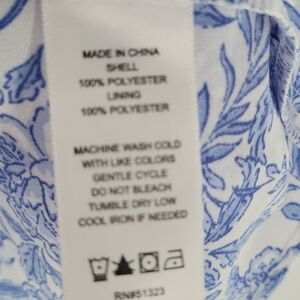 MADE IN CHINA
SHELL
100% POLYESTER
LINING
100% POLYESTER
MACHINE WASH COLD
WITH LIKE COLORS
GENTLE CYCLE
DO NOT BLEACH
TUMBLE DRY LOW
COOL IRON IF NEEDED
RN#51323